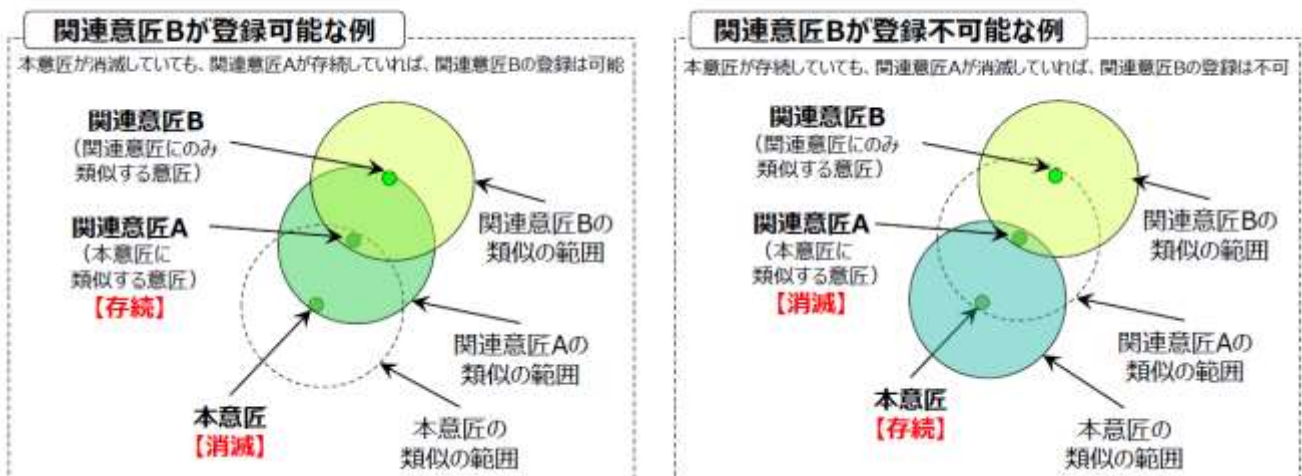 関連意匠Bが登録可能な例
本意匠が消滅していても、関連意匠Aが存続していれば、関連意匠Bの登録は可能
関連意匠B
（関連意匠にのみ
類似する意匠）
関連意匠A
（本意匠に
類似する意匠）
【存続】
本意匠
【消滅】
関連意匠Bの
類似の範囲
関連意匠Aの
類似の範囲
本意匠の
類似の範囲
関連意匠Bが登録不可能な例
本意匠が存続していても、関連意匠Aが消滅していれば、関連意匠Bの登録は不可
関連意匠B
（関連意匠にのみ
類似する意匠）
関連意匠A
（本意匠に
類似する意匠）
【消滅】
本意匠
【存続】
関連意匠Bの
類似の範囲
関連意匠Aの
類似の範囲
本意匠の
類似の範囲